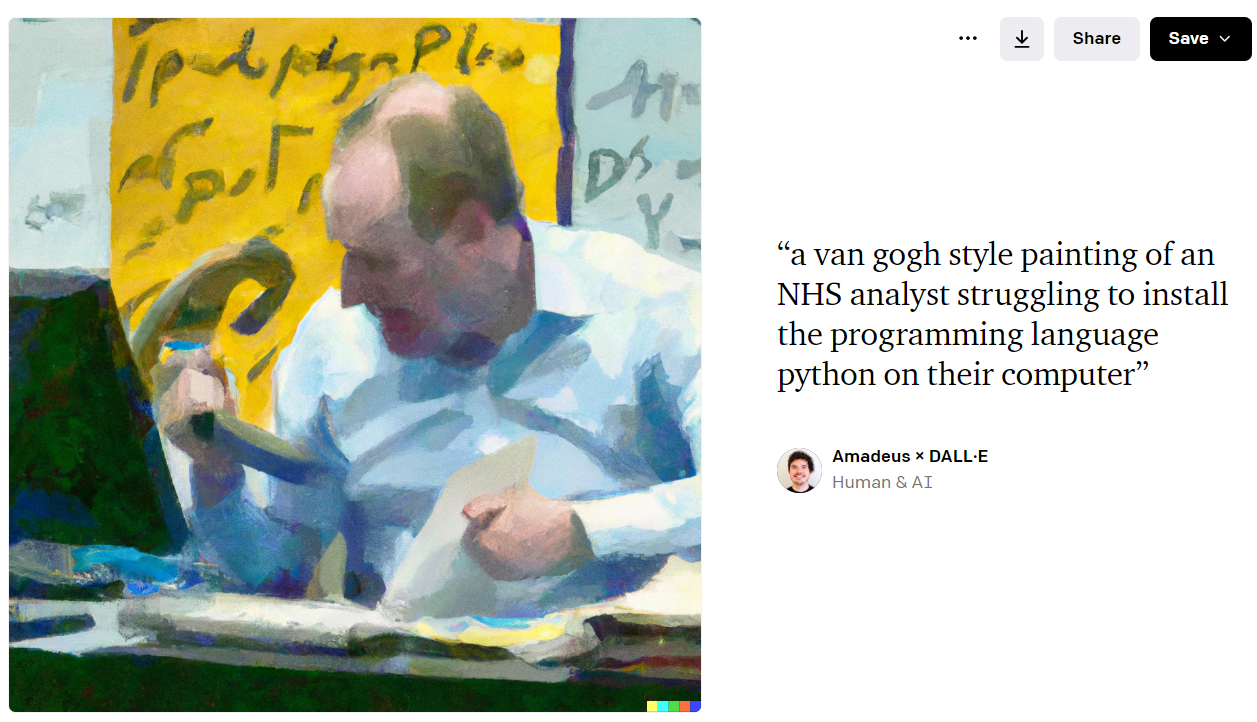 Share
Save
“a van gogh style painting of an
NHS analyst struggling to install
the programming language
python on their computer”
Amadeus × DALL·E
Human & AI